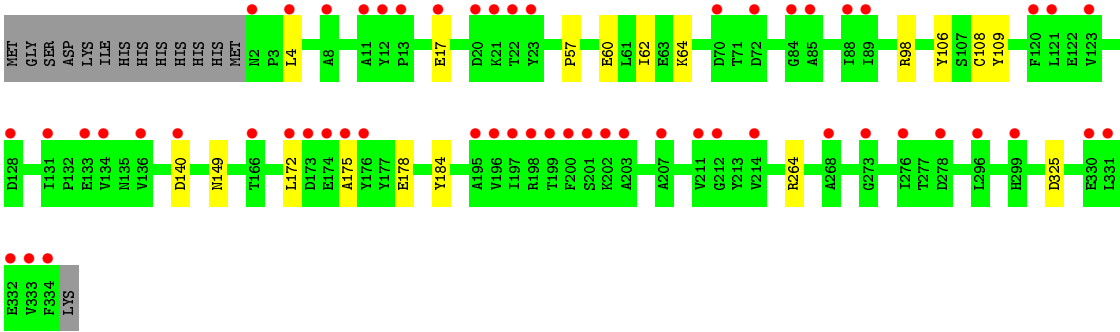 MET GLY SER ASP LYS ILE HIS HIS HIS HIS HIS HIS MET N2 P3 L4 A8 A11 Y12 P13 E17 D20 K21 T22 Y23 P57 E60 L61 I62 E63 K64 D70 T71 D72 G84 A85 I88 I89 R98 Y106 S107 C108 Y109 F120 L121 E122 V123
D128 I131 P132 E133 V134 N135 V136 D140 N149 T166 L172 D173 E174 A175 Y176 Y177 E178 Y184 A195 V196 I197 R198 T199 F200 S201 K202 A203 A207 V211 G212 Y213 V214 R264 A268 G273 I276 T277 D278 L296 H299 D325 E330 L331
E332 V333 F334 LYS